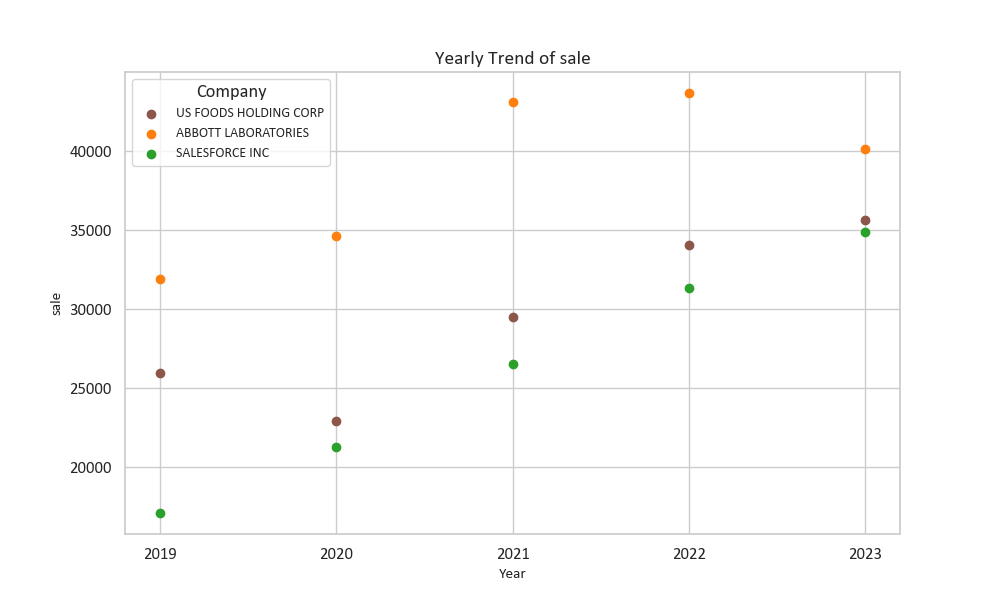 Yearly Trend of sale
Company
US FOODS HOLDING CORP
ABBOTT LABORATORIES
SALESFORCE INC
40000
35000
30000
25000
20000
sale
2019 2020 2021 2022 2023
Year